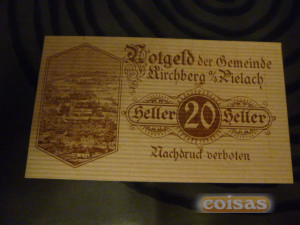 Notgeld der Gemeinde
Kirchberg a/Pielach
Heller 20 Heller
Nachdruck verboten
coisas